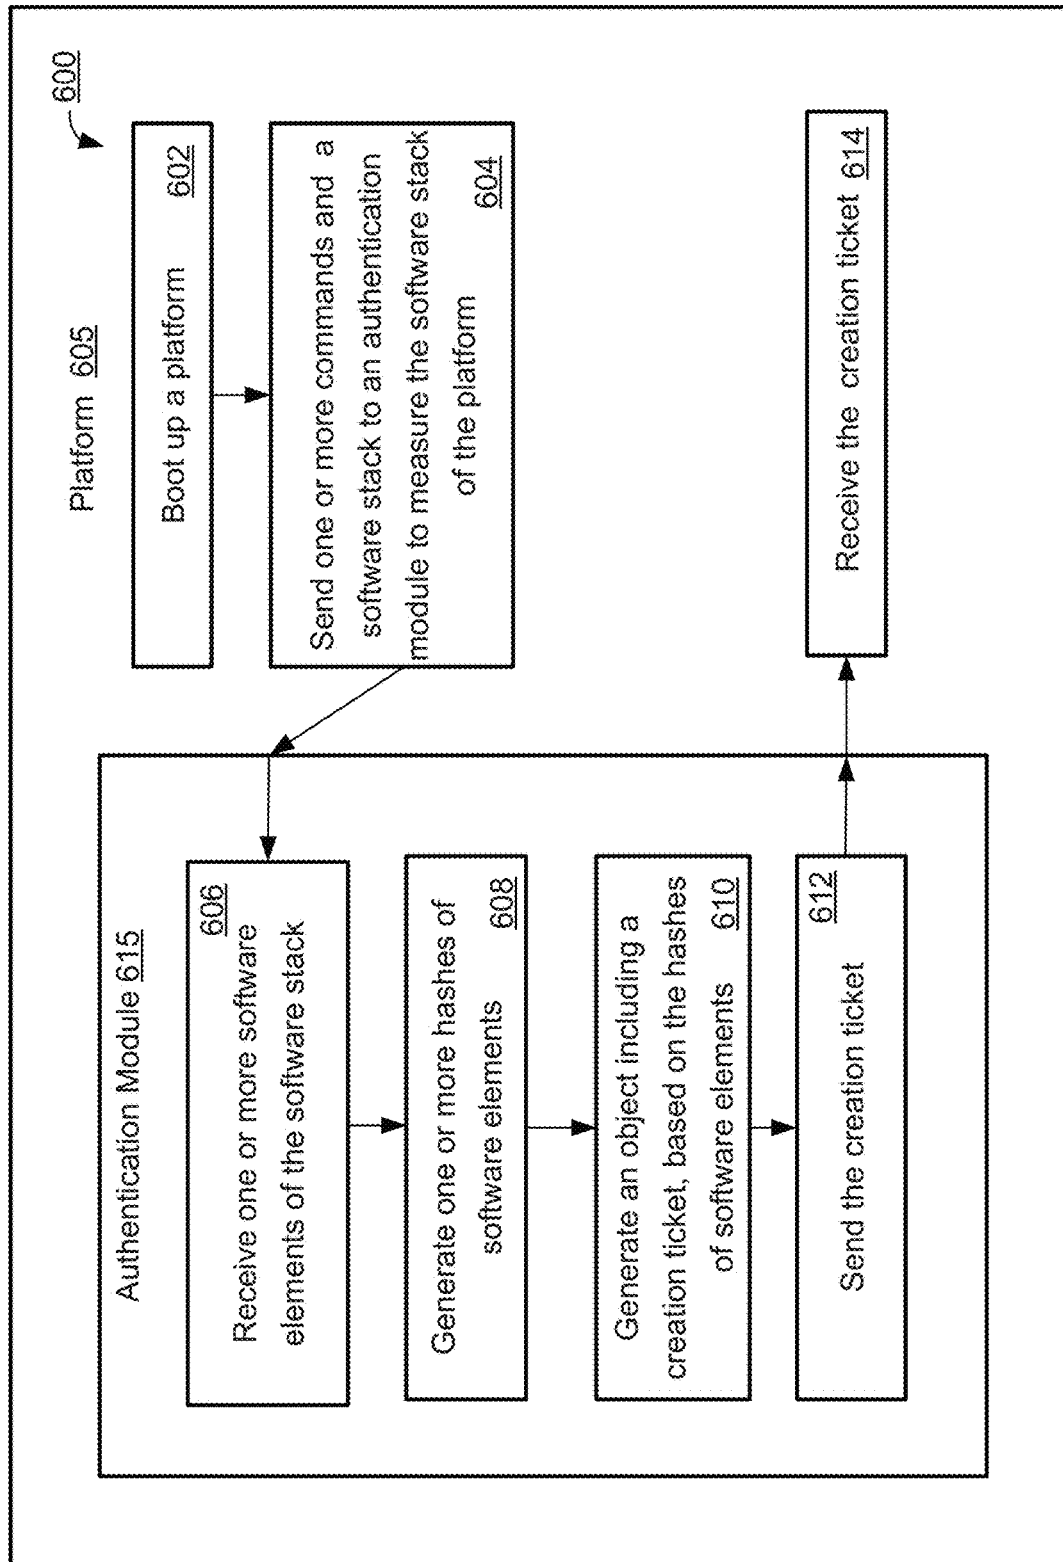 600
Platform 605
Boot up a platform 602
Send one or more commands and a
software stack to an authentication
module to measure the software stack
of the platform 604
Authentication Module 615
606
Receive one or more software
elements of the software stack
Generate one or more hashes of
software elements 608
Generate an object including a
creation ticket, based on the hashes
of software elements 610
612
Send the creation ticket
Receive the creation ticket 614